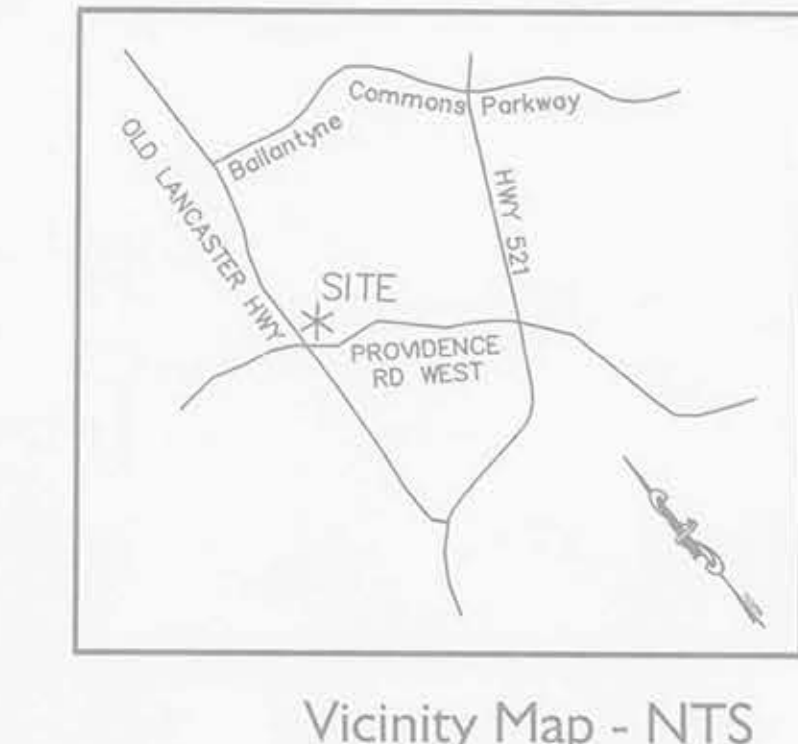 Commons Parkway
Ballantyne
OLD LANCASTER HWY
HWY 521
SITE
PROVIDENCE
RD WEST
Vicinity Map - NTS